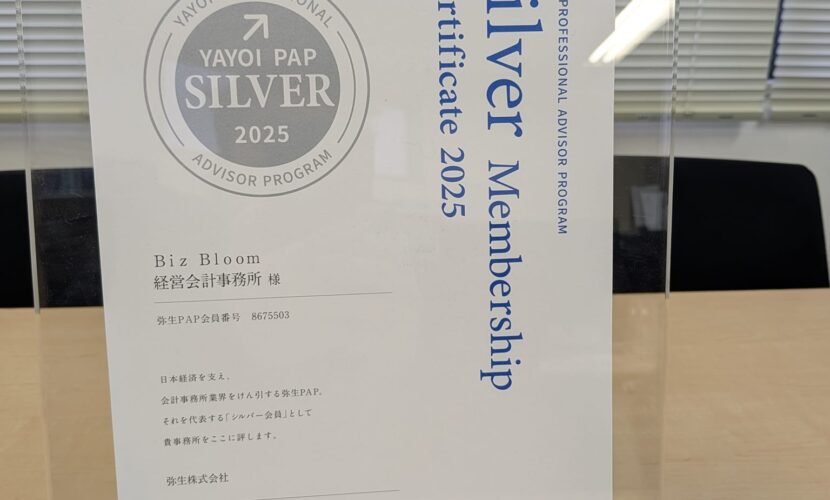 YAYOI PAP
SILVER
2025
ADVISOR PROGRAM
PROFESSIONAL ADVISOR PROGRAM
ilver Membership
rtificate 2025
Biz Bloom
経営会計事務所 様
弥生PAP会員番号 8675503
日本経済を支え、
会計事務所業界をけん引する弥生PAP。
それを代表する「シルバー会員」として
貴事務所をここに評します。
弥生株式会社